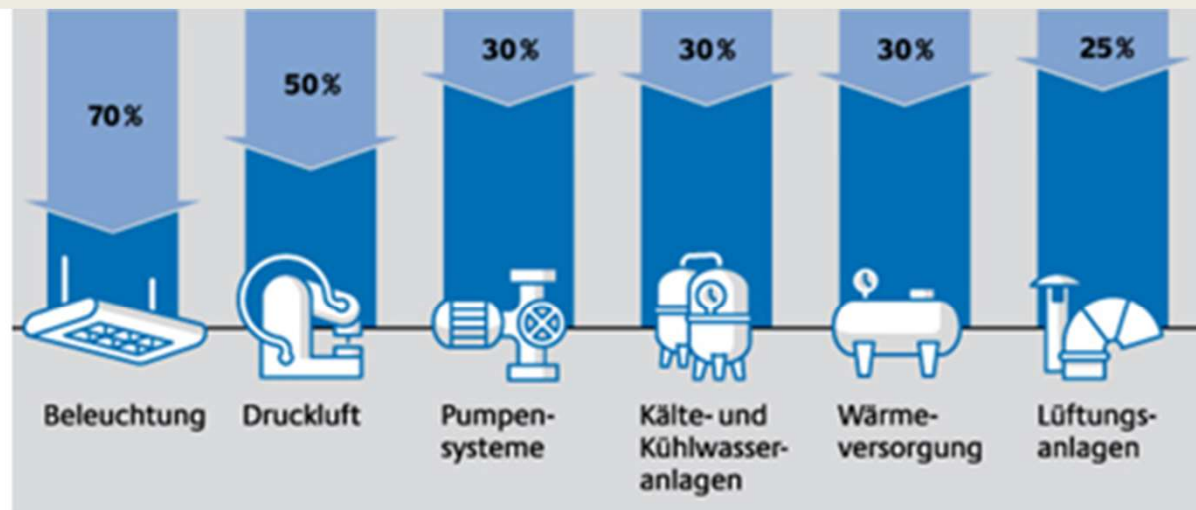 70%
50%
30%
30%
30%
25%
Beleuchtung
Druckluft
Pumpen-
systeme
Kälte- und
Kühlwasser-
anlagen
Wärme-
versorgung
Lüftungs-
anlagen